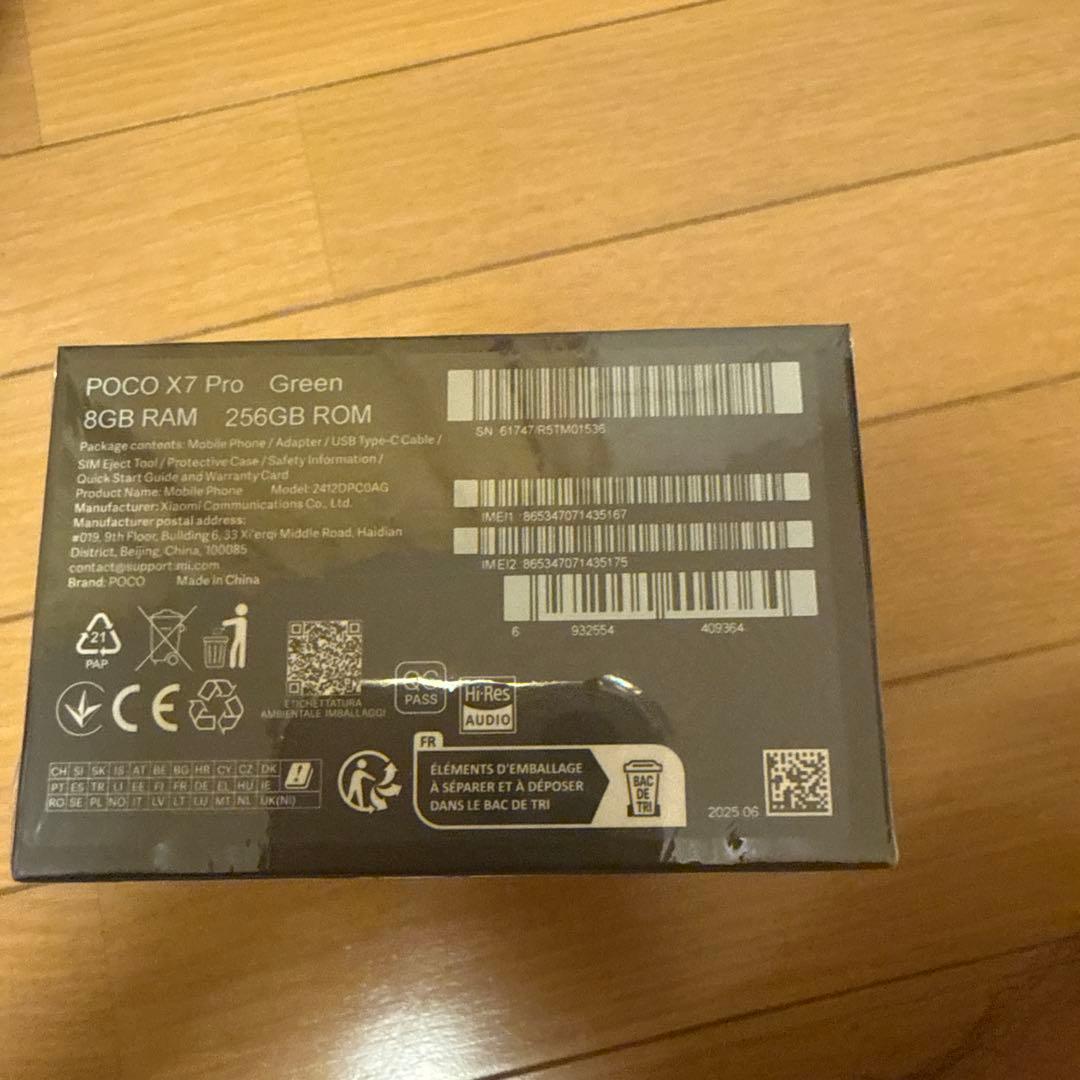 POCO X7 Pro Green
8GB RAM 256GB ROM
Package contents: Mobile Phone / Adapter / USB Type-C Cable /
SIM Eject Tool / Protective Case / Safety Information /
Quick Start Guide and Warranty Card
Product Name: Mobile Phone Model: 2412DPC0AG
Manufacturer: Xiaomi Communications Co., Ltd.
Manufacturer postal address:
#019, 9th Floor, Building 6, 33 Xi'erqi Middle Road, Haidian
District, Beijing, China, 100085
contact@support.mi.com
Brand: POCO Made in China
SN 61747/R5TM01536
IMEI1 865347071435167
IMEI2 865347071435175
6 932554 409364
21
PAP
ETICHETTATURA
AMBIENTALE IMBALLAGGI
QC
PASS
Hi-Res
AUDIO
CE
CH SI SK IS AT BE BG HR CY CZ DK
PT ES TR LI EE FI FR DE EL HU IE
RO SE PL NO IT LV LT LU MT NL UK(NI)
FR
ÉLÉMENTS D'EMBALLAGE
À SÉPARER ET À DÉPOSER
DANS LE BAC DE TRI
BAC
DE
TRI
2025.06